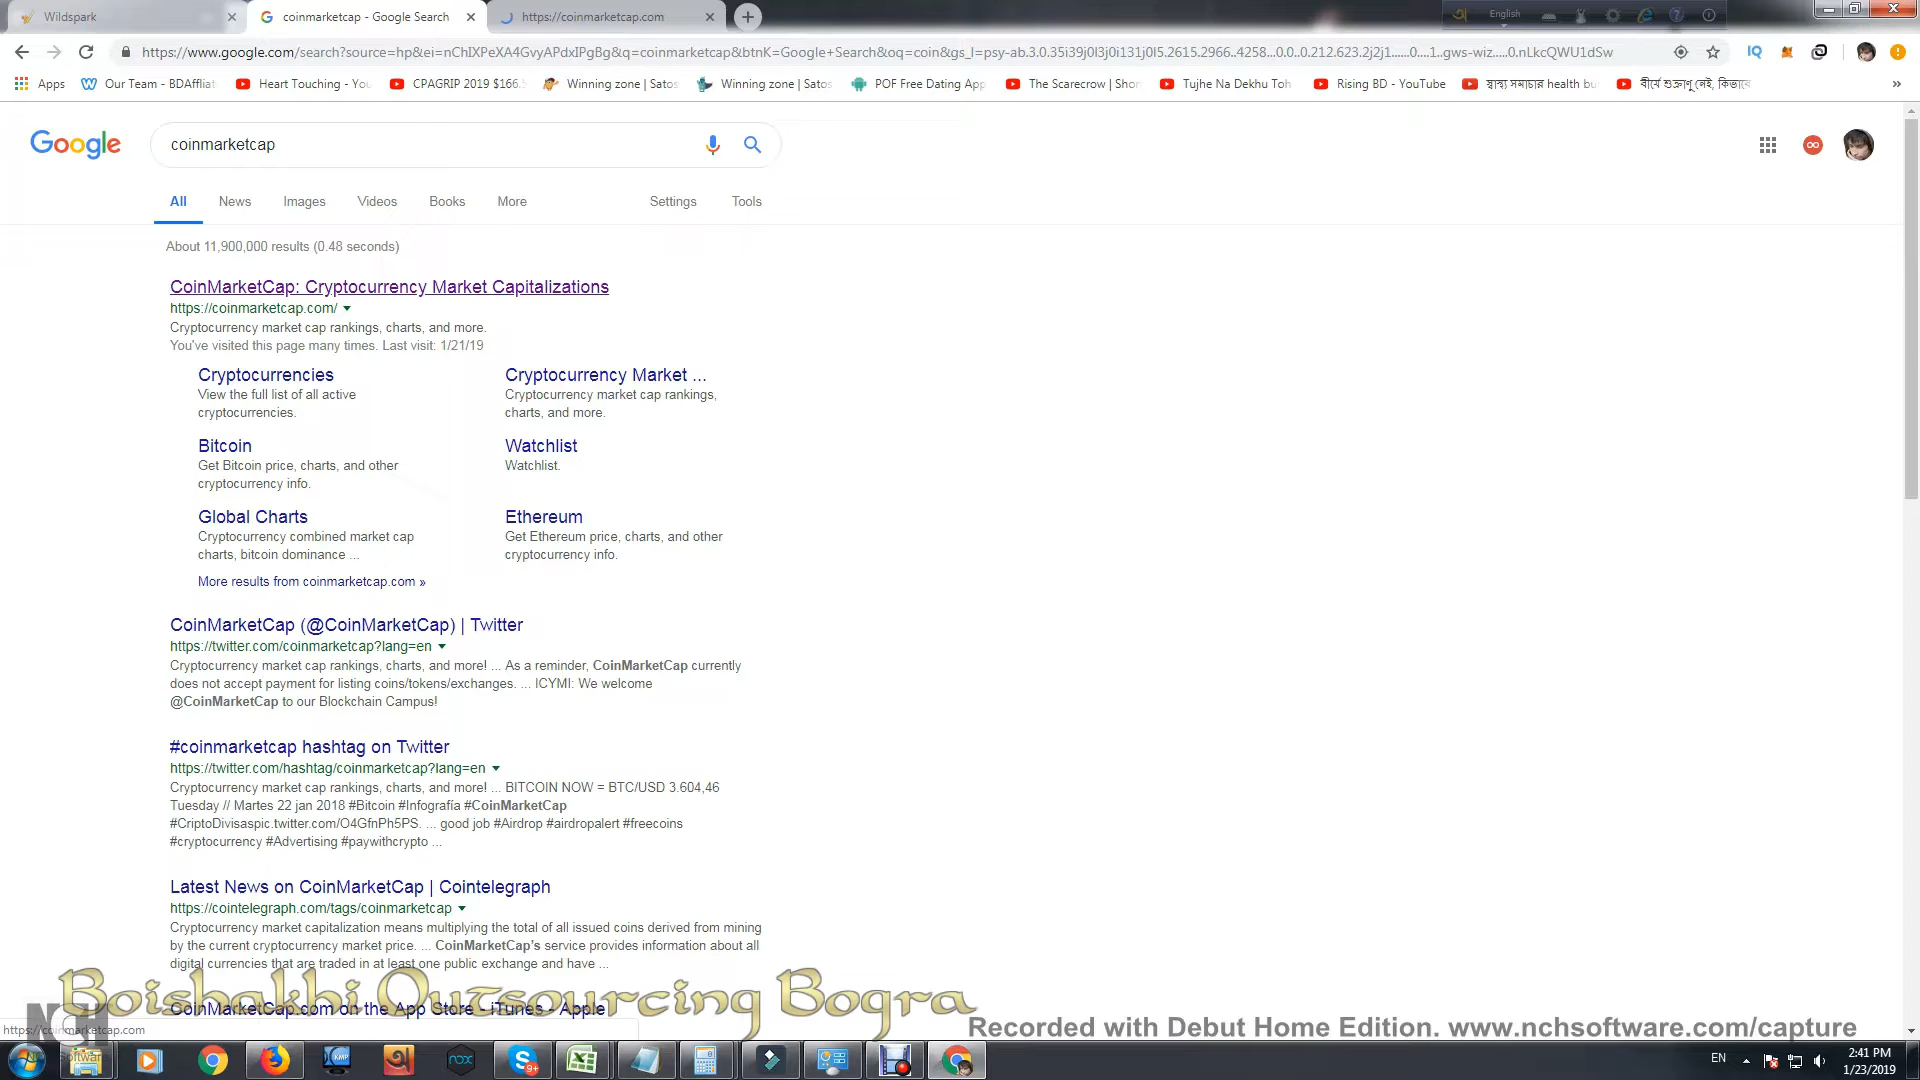 Wildspark
coinmarketcap - Google Search
https://coinmarketcap.com
English
https://www.google.com/search?source=hp&ei=nChIXPeXA4GvyAPdxIPgBg&q=coinmarketcap&btnK=Google+Search&oq=coin&gs_l=psy-ab.3.0.35i39j0l3j0i131j0l5.2615.2966..4258...0.0..0.212.623.2j2j1......0....1..gws-wiz.....0.nLkcQWU1dSw
Apps
Our Team - BDAffiliat
Heart Touching - Yo
CPAGRIP 2019 $166.
Winning zone | Satos
Winning zone | Satos
POF Free Dating App
The Scarecrow | Shor
Tujhe Na Dekhu Toh
Rising BD - YouTube
স্বাস্থ্য সমাচার health bu
বীর্যে শুক্রাণু নেই, কিভাবে
Google
coinmarketcap
All
News
Images
Videos
Books
More
Settings
Tools
About 11,900,000 results (0.48 seconds)
CoinMarketCap: Cryptocurrency Market Capitalizations
https://coinmarketcap.com/
Cryptocurrency market cap rankings, charts, and more.
You've visited this page many times. Last visit: 1/21/19
Cryptocurrencies
View the full list of all active
cryptocurrencies.
Cryptocurrency Market ...
Cryptocurrency market cap rankings,
charts, and more.
Bitcoin
Get Bitcoin price, charts, and other
cryptocurrency info.
Watchlist
Watchlist.
Global Charts
Cryptocurrency combined market cap
charts, bitcoin dominance ...
Ethereum
Get Ethereum price, charts, and other
cryptocurrency info.
More results from coinmarketcap.com »
CoinMarketCap (@CoinMarketCap) | Twitter
https://twitter.com/coinmarketcap?lang=en
Cryptocurrency market cap rankings, charts, and more! ... As a reminder, CoinMarketCap currently
does not accept payment for listing coins/tokens/exchanges. ... ICYMI: We welcome
@CoinMarketCap to our Blockchain Campus!
#coinmarketcap hashtag on Twitter
https://twitter.com/hashtag/coinmarketcap?lang=en
Cryptocurrency market cap rankings, charts, and more! ... BITCOIN NOW = BTC/USD 3.604,46
Tuesday // Martes 22 jan 2018 #Bitcoin #Infografía #CoinMarketCap
#CriptoDivisaspic.twitter.com/O4GfnPh5PS. ... good job #Airdrop #airdropalert #freecoins
#cryptocurrency #Advertising #paywithcrypto ...
Latest News on CoinMarketCap | Cointelegraph
https://cointelegraph.com/tags/coinmarketcap
Cryptocurrency market capitalization means multiplying the total of all issued coins derived from mining
by the current cryptocurrency market price. ... CoinMarketCap's service provides information about all
digital currencies that are traded in at least one public exchange and have ...
Boishakhi Outsourcing Bogra
CoinMarketCap.com on the App Store - iTunes - Apple
NCH
Software
https://coinmarketcap.com
Recorded with Debut Home Edition. www.nchsoftware.com/capture
EN
2:41 PM
1/23/2019